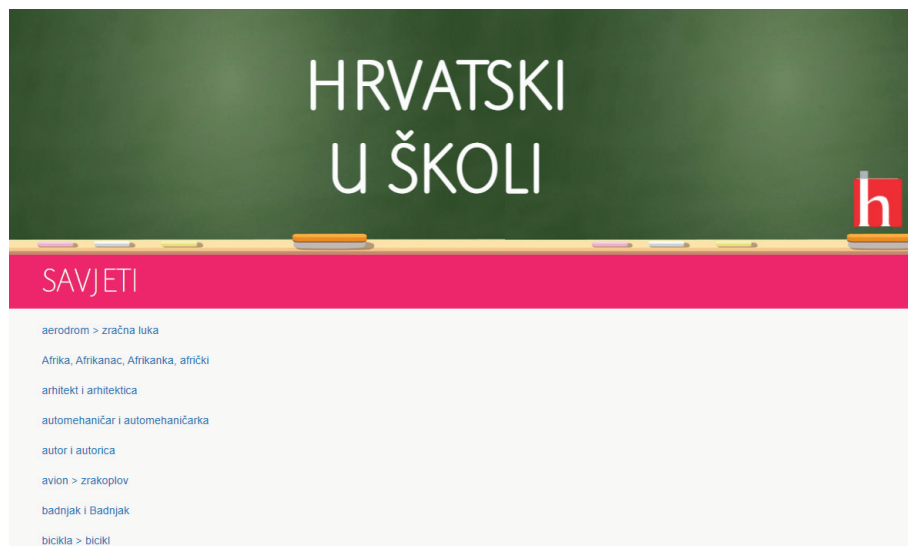 HRVATSKI
U ŠKOLI
h
SAVJETI
aerodrom > zračna luka
Afrika, Afrikanac, Afrikanka, afrički
arhitekt i arhitektica
automehaničar i automehaničarka
autor i autorica
avion > zrakoplov
badnjak i Badnjak
bicikla > bicikl